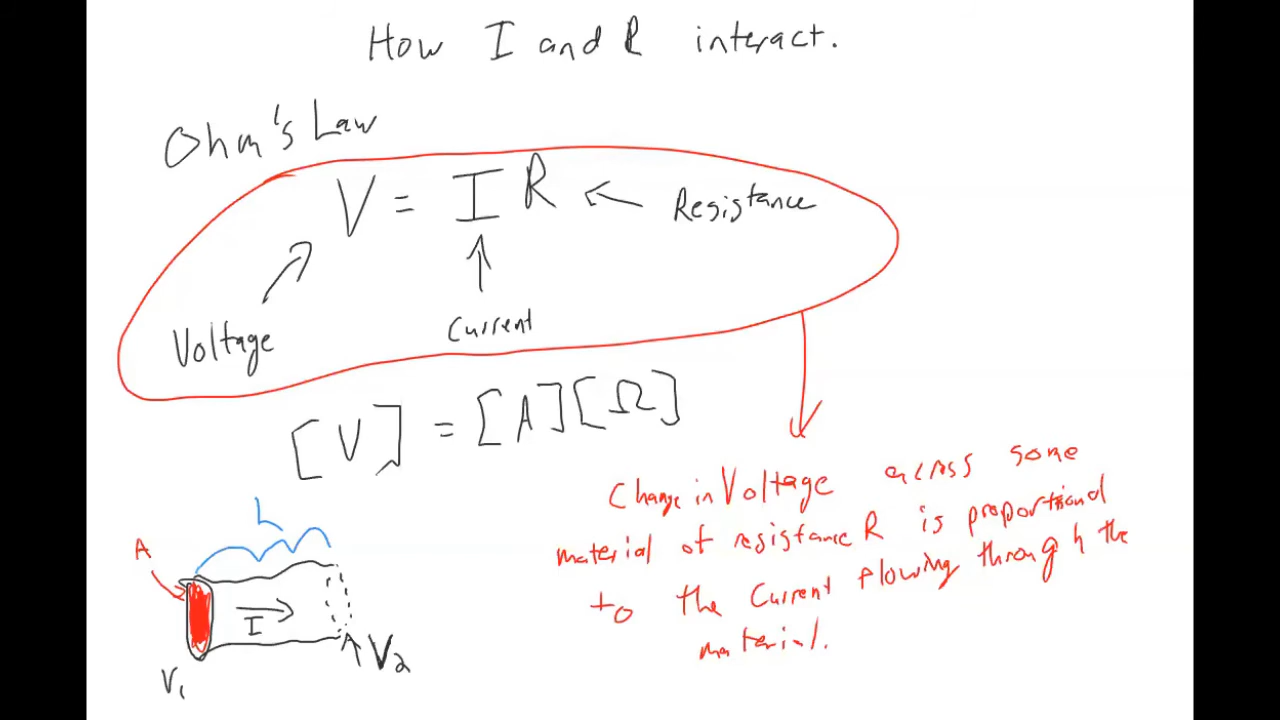 How I and R interact.
Ohm's Law
V = I R ← Resistance
Voltage
Current
[V] = [A][Ω]
Change in Voltage across some
material of resistance R is proportional
to the Current flowing through the
material.
L
A
I
V₁
V₂